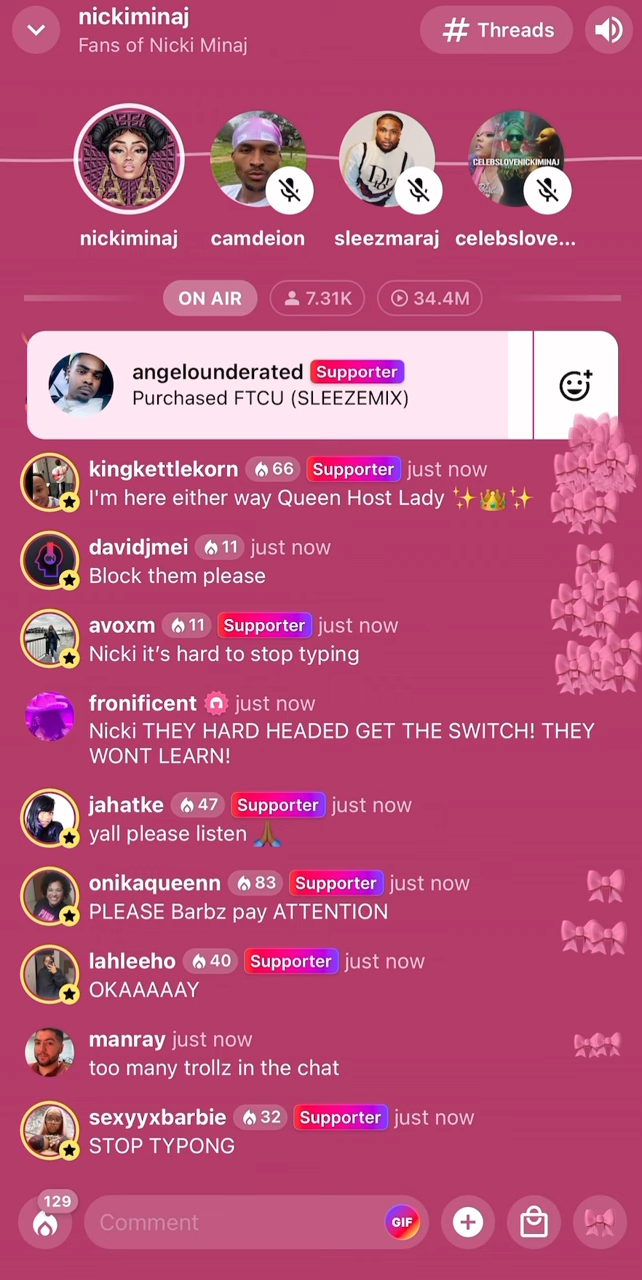 nickiminaj
Fans of Nicki Minaj
# Threads
CELEBSLOVENICKIMINAJ
nickiminaj camdeion sleezmaraj celebslove...
ON AIR 7.31K 34.4M
angelounderated Supporter
Purchased FTCU (SLEEZEMIX)
kingkettlekorn 66 Supporter just now
I'm here either way Queen Host Lady ✨👑✨
davidjmei 11 just now
Block them please
avoxm 11 Supporter just now
Nicki it’s hard to stop typing
fronificent just now
Nicki THEY HARD HEADED GET THE SWITCH! THEY
WONT LEARN!
jahatke 47 Supporter just now
yall please listen 🙏🏾
onikaqueenn 83 Supporter just now
PLEASE Barbz pay ATTENTION
lahleeho 40 Supporter just now
OKAAAAAY
manray just now
too many trollz in the chat
sexyyxbarbie 32 Supporter just now
STOP TYPONG
129
Comment GIF